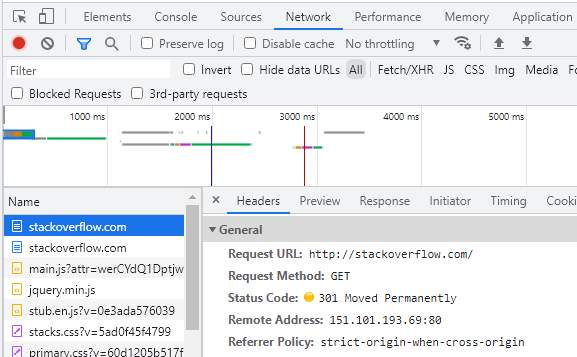 Elements Console Sources Network Performance Memory Application
Preserve log Disable cache No throttling
Filter Invert Hide data URLs All Fetch/XHR JS CSS Img Media
Blocked Requests 3rd-party requests
1000 ms 2000 ms 3000 ms 4000 ms 5000 ms
Name × Headers Preview Response Initiator Timing
stackoverflow.com
stackoverflow.com
main.js?attr=werCYdQ1Dptjw
jquery.min.js
stub.en.js?v=0e3ada576039
stacks.css?v=5ad0f45f4799
primary.css?v=60d1205b517f
General
Request URL: http://stackoverflow.com/
Request Method: GET
Status Code: 301 Moved Permanently
Remote Address: 151.101.193.69:80
Referrer Policy: strict-origin-when-cross-origin